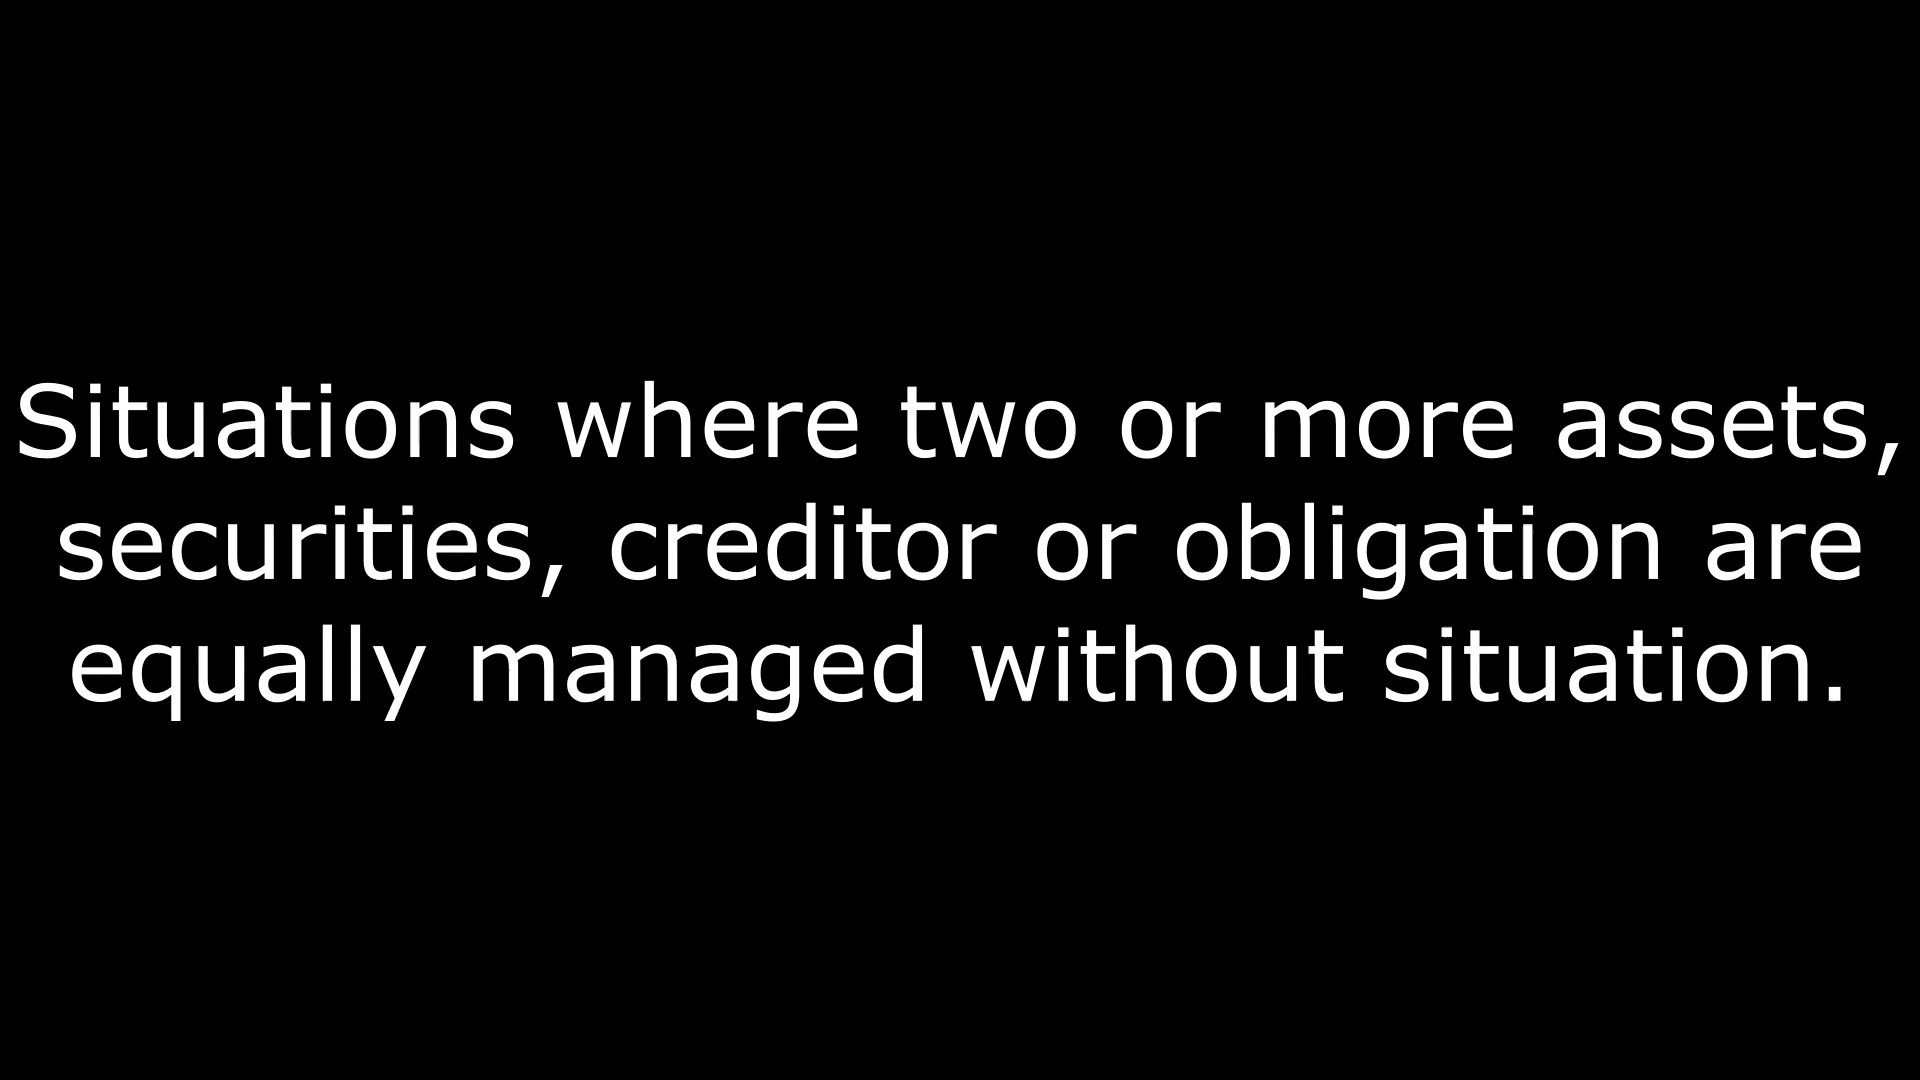 Situations where two or more assets,
securities, creditor or obligation are
equally managed without situation.